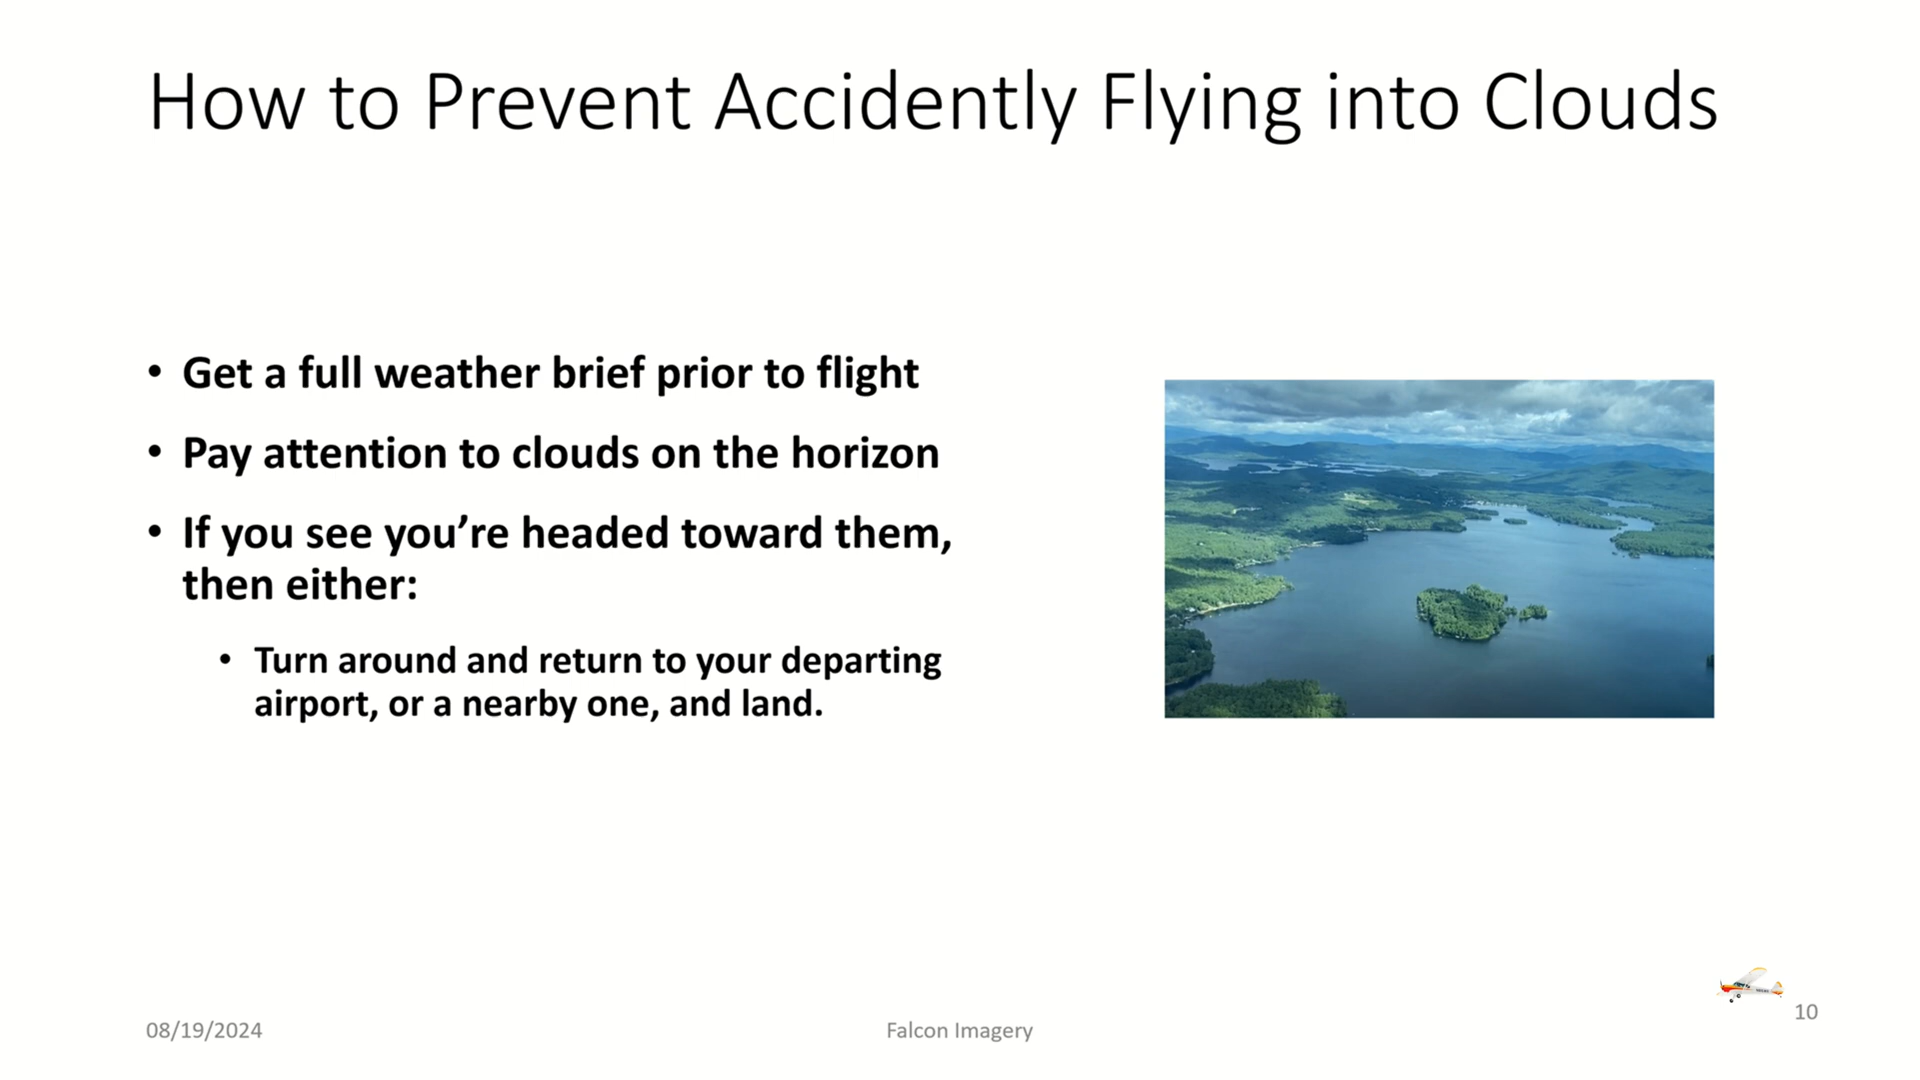 How to Prevent Accidently Flying into Clouds
• Get a full weather brief prior to flight
• Pay attention to clouds on the horizon
• If you see you’re headed toward them,
then either:
• Turn around and return to your departing
airport, or a nearby one, and land.
08/19/2024
Falcon Imagery
10